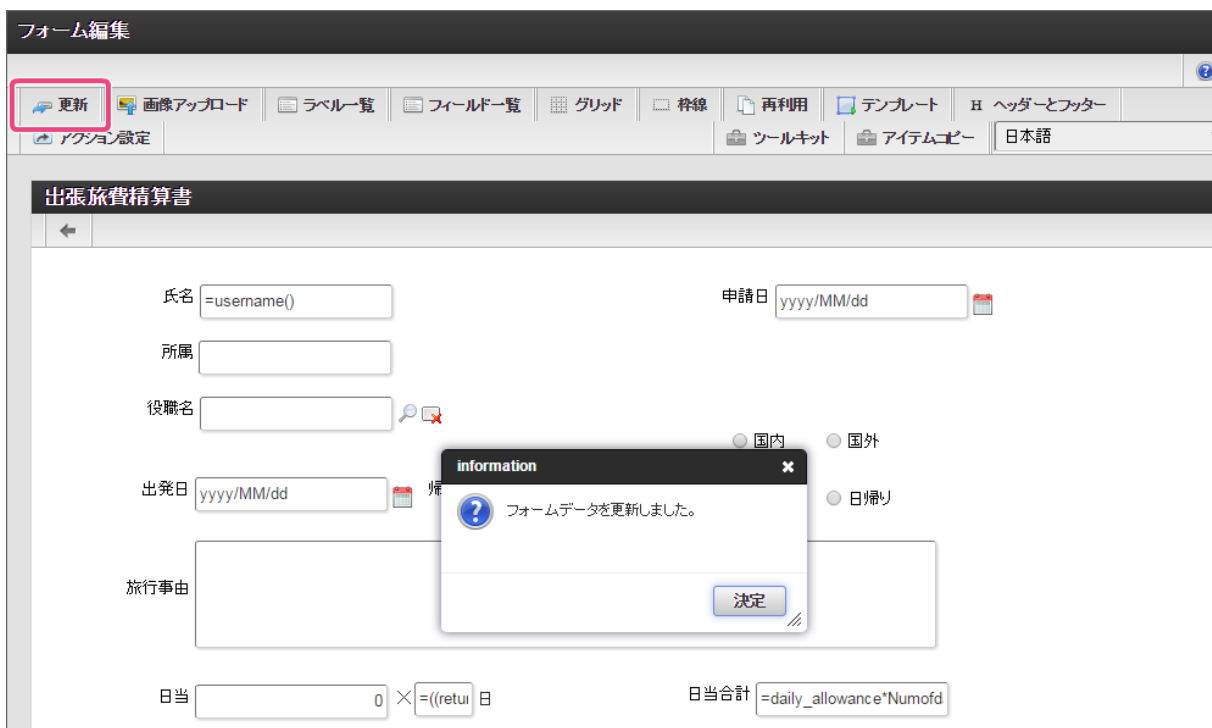 フォーム編集
更新 画像アップロード ラベル一覧 フィールド一覧 グリッド 枠線 再利用 テンプレート H ヘッダーとフッター
アクション設定 ツールキット アイテムコピー 日本語
出張旅費精算書
氏名 =username() 申請日 yyyy/MM/dd
所属
役職名
国内 国外
information
出発日 yyyy/MM/dd 帰 日帰り
フォームデータを更新しました。
旅行事由
決定
日当 0 × =((retu 日 日当合計 =daily_allowance*Numofd